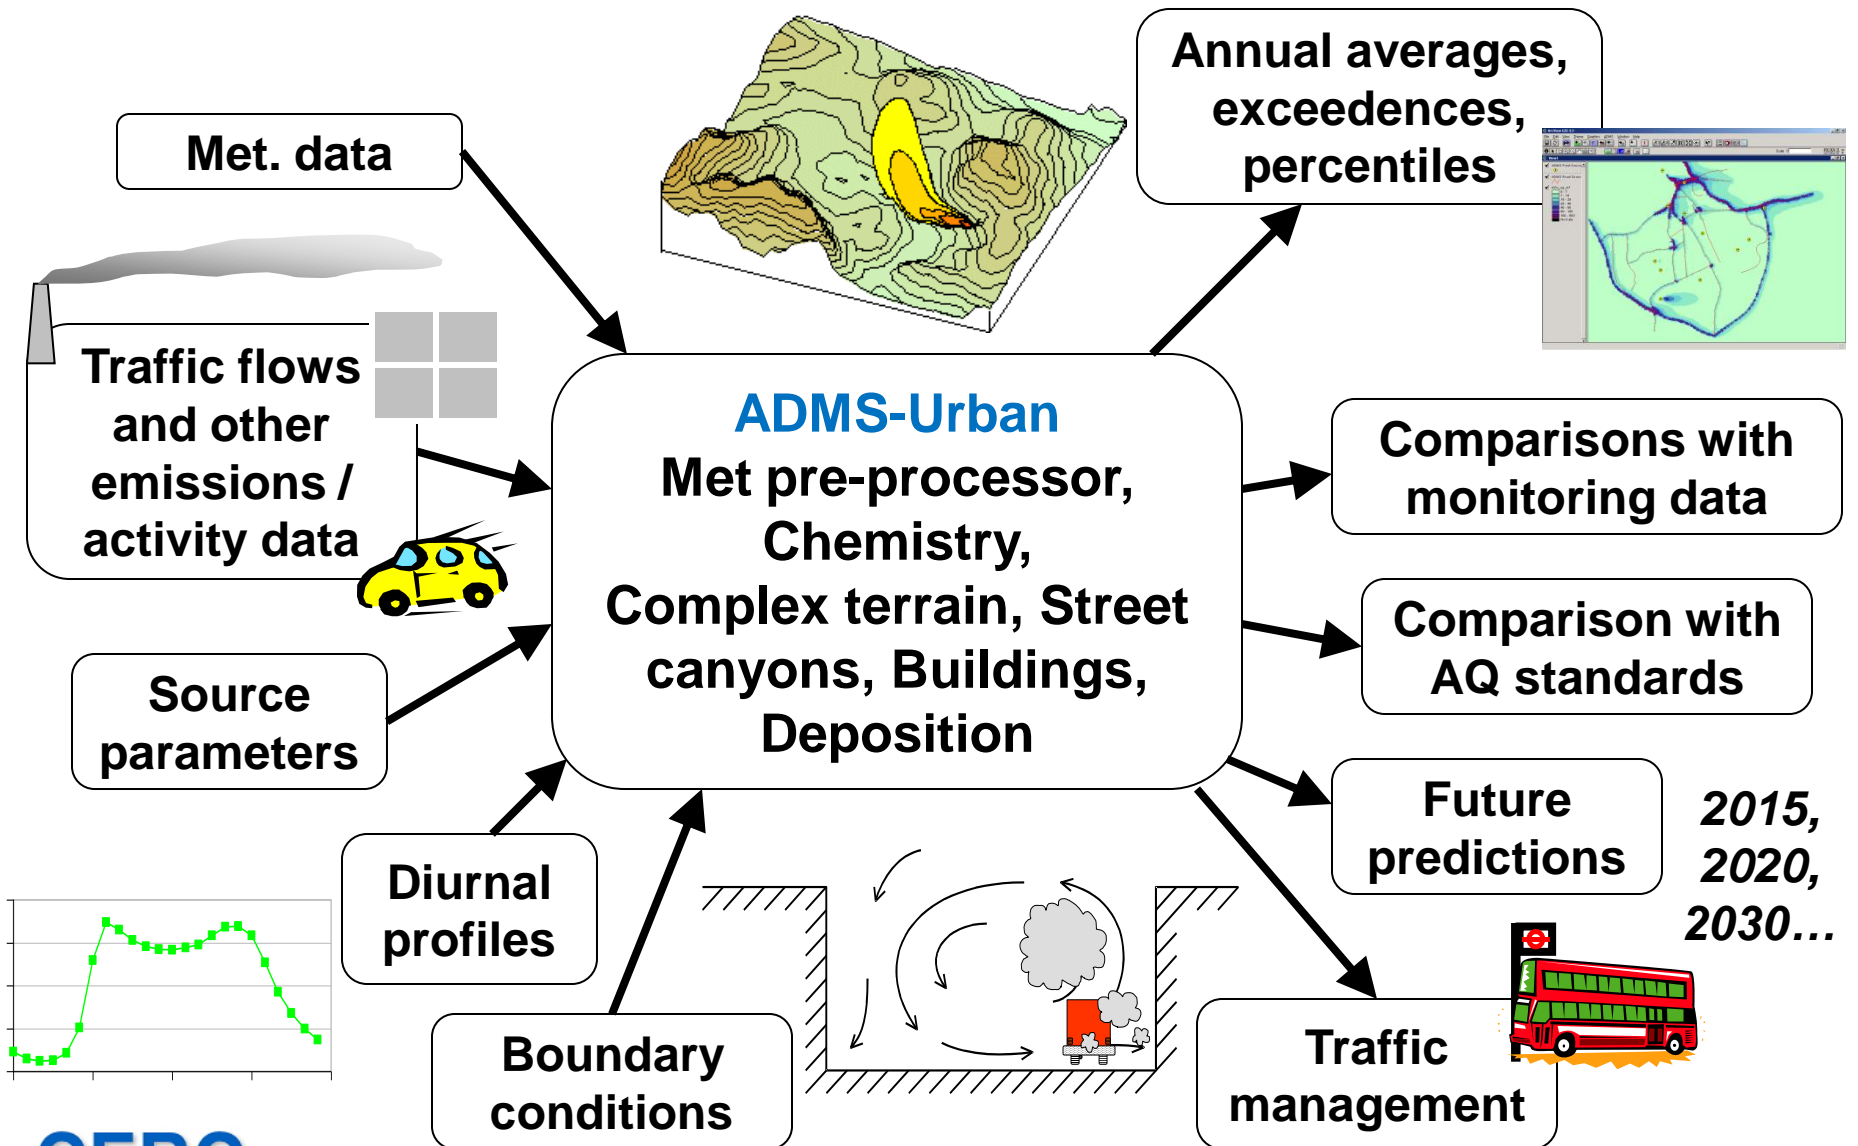 Met. data
Annual averages,
exceedences,
percentiles
Traffic flows
and other
emissions /
activity data
ADMS-Urban
Met pre-processor,
Chemistry,
Complex terrain, Street
canyons, Buildings,
Deposition
Comparisons with
monitoring data
Comparison with
AQ standards
Source
parameters
Future
predictions
2015,
2020,
2030…
Diurnal
profiles
Boundary
conditions
Traffic
management